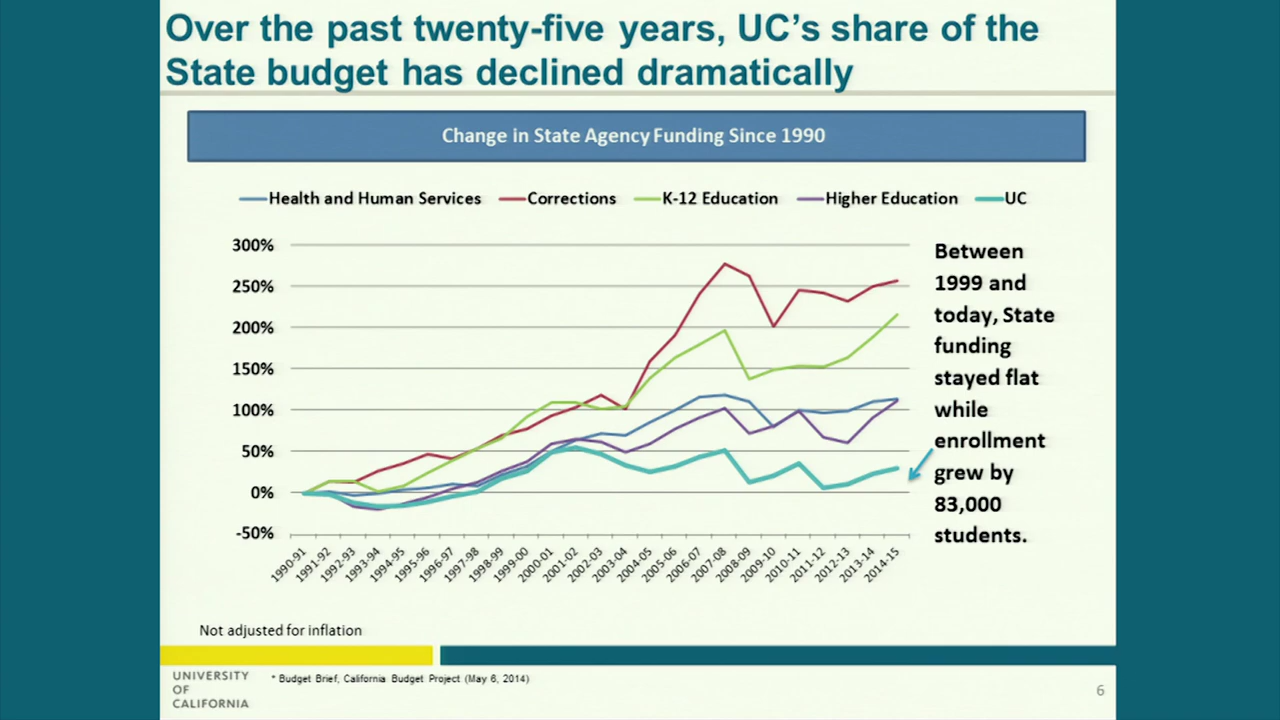 Over the past twenty-five years, UC's share of the
State budget has declined dramatically
Change in State Agency Funding Since 1990
Health and Human Services
Corrections
K-12 Education
Higher Education
UC
300%
250%
200%
150%
100%
50%
0%
-50%
1990-91
1991-92
1992-93
1993-94
1994-95
1995-96
1996-97
1997-98
1998-99
1999-00
2000-01
2001-02
2002-03
2003-04
2004-05
2005-06
2006-07
2007-08
2008-09
2009-10
2010-11
2011-12
2012-13
2013-14
2014-15
Between
1999 and
today, State
funding
stayed flat
while
enrollment
grew by
83,000
students.
Not adjusted for inflation
UNIVERSITY
OF
CALIFORNIA
* Budget Brief, California Budget Project (May 6, 2014)
6